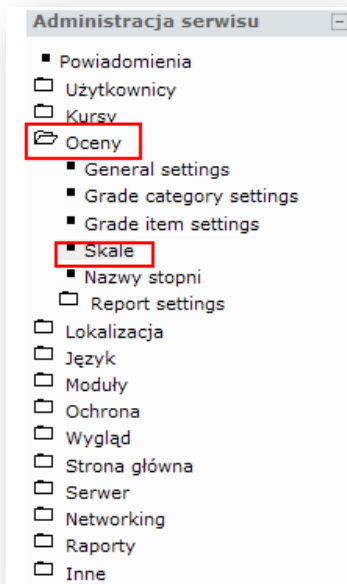 Administracja serwisu
Powiadomienia
Użytkownicy
Kursy
Oceny
General settings
Grade category settings
Grade item settings
Skale
Nazwy stopni
Report settings
Lokalizacja
Język
Moduły
Ochrona
Wygląd
Strona główna
Serwer
Networking
Raporty
Inne